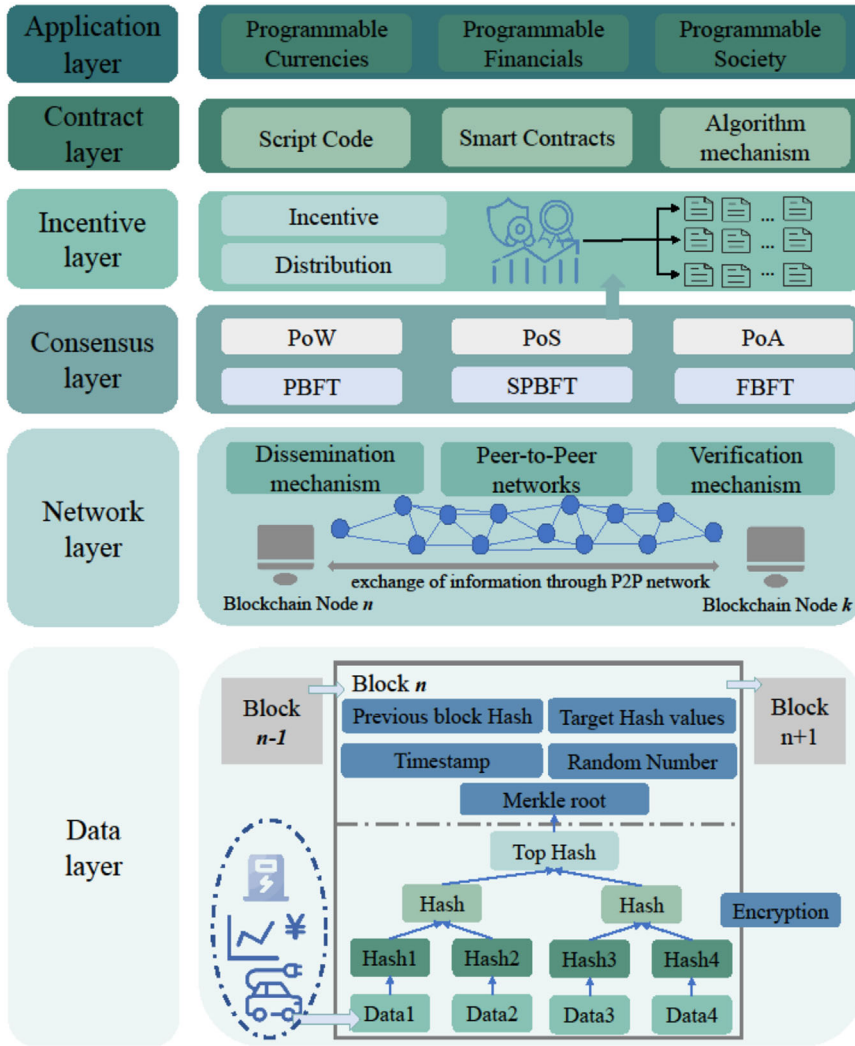 Application
layer
Programmable
Currencies
Programmable
Financials
Programmable
Society
Contract
layer
Script Code
Smart Contracts
Algorithm
mechanism
Incentive
layer
Incentive
Distribution
...
...
...
Consensus
layer
PoW
PoS
PoA
PBFT
SPBFT
FBFT
Network
layer
Dissemination
mechanism
Peer-to-Peer
networks
Verification
mechanism
exchange of information through P2P network
Blockchain Node n
Blockchain Node k
Data
layer
Block
n-1
Block n
Previous block Hash
Target Hash values
Timestamp
Random Number
Merkle root
Block
n+1
Top Hash
Hash
Hash
Encryption
¥
Hash1
Hash2
Hash3
Hash4
Data1
Data2
Data3
Data4